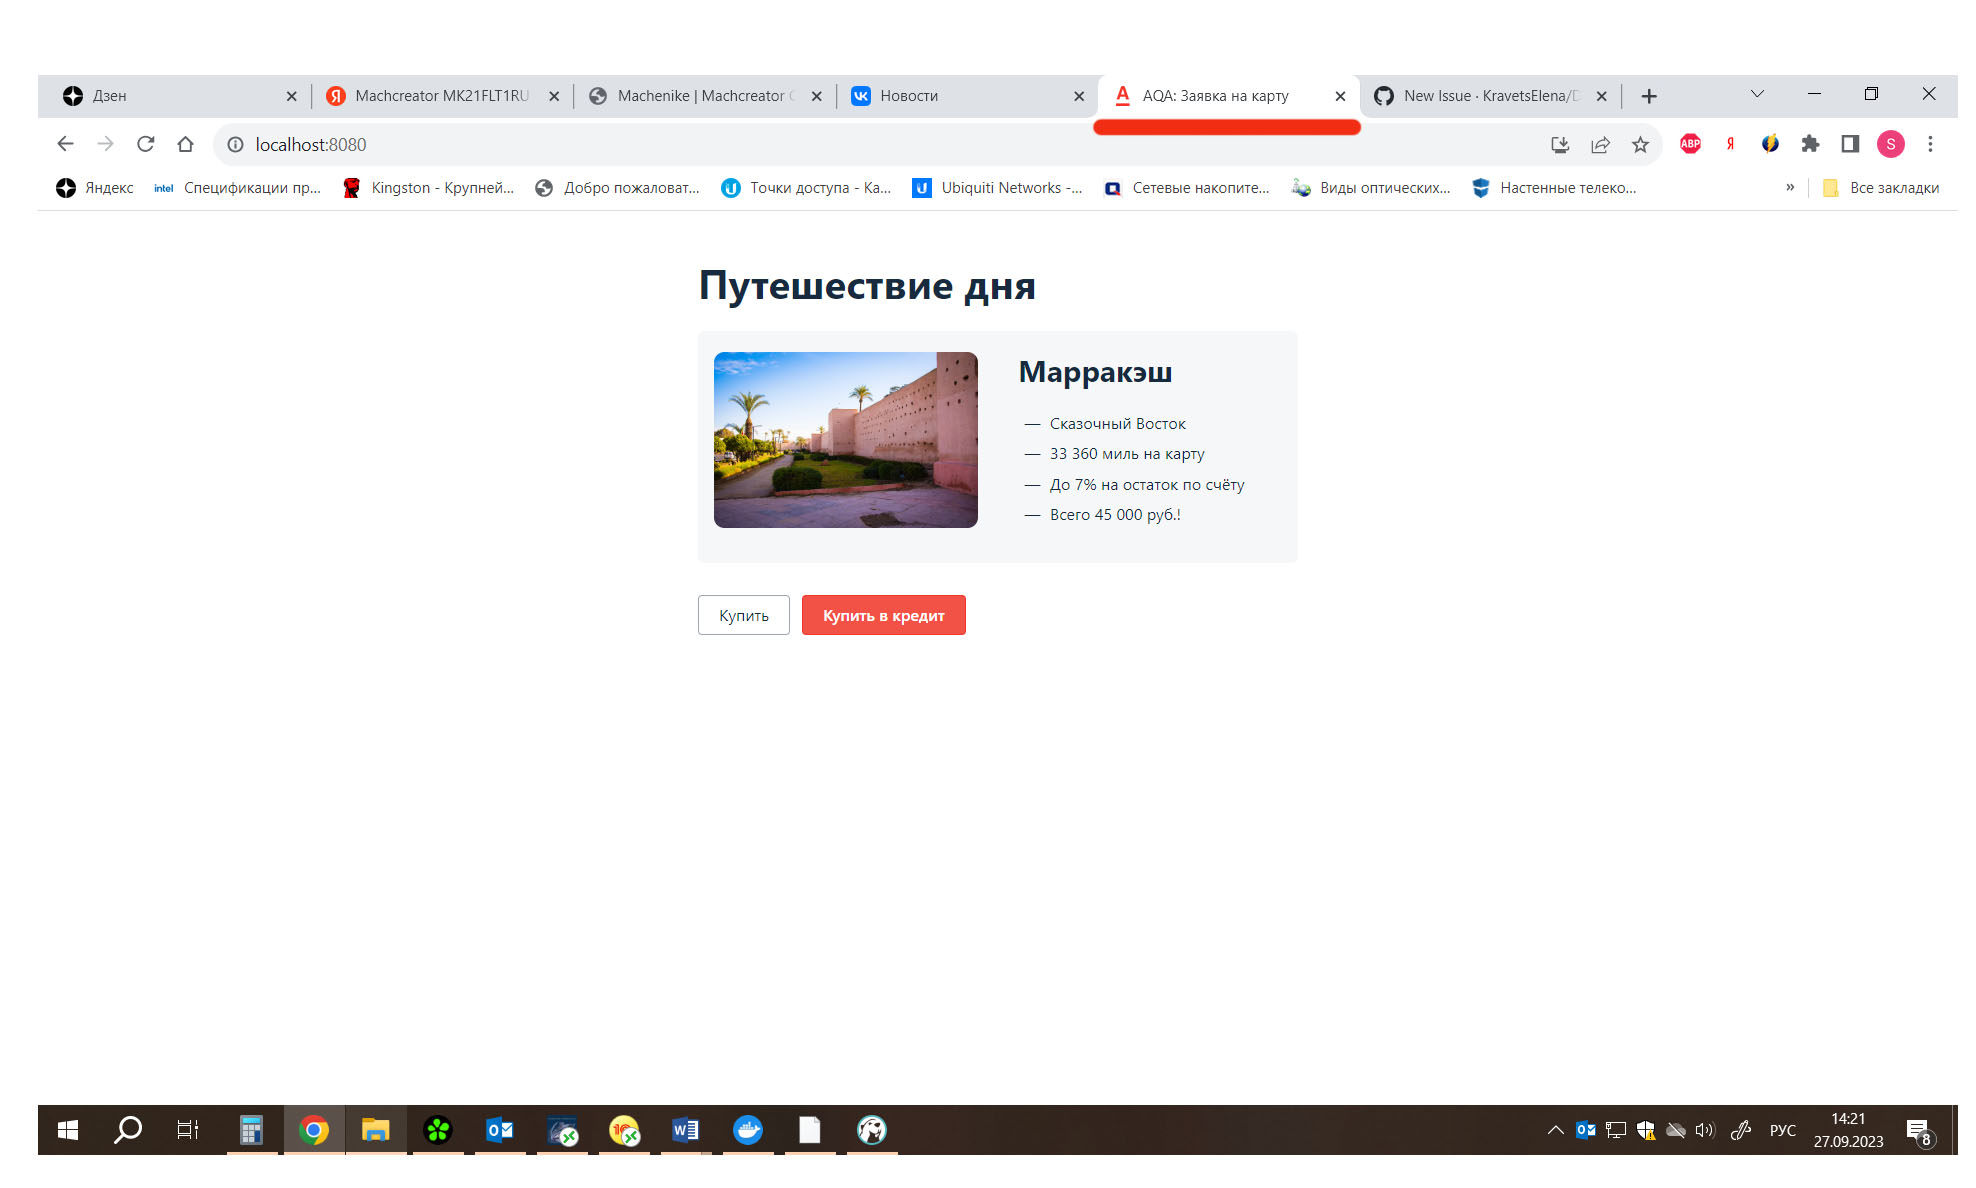 Дзен
Machcreator MK21FLT1RU
Machenike | Machcreator
Новости
AQA: Заявка на карту
New Issue · KravetsElena/D
localhost:8080
ABP
Я
S
Яндекс
intel Спецификации пр...
Kingston - Крупней...
Добро пожаловат...
Точки доступа - Ка...
Ubiquiti Networks -...
Сетевые накопите...
Виды оптических...
Настенные телеко...
»
Все закладки
Путешествие дня
Марракэш
— Сказочный Восток
— 33 360 миль на карту
— До 7% на остаток по счёту
— Всего 45 000 руб.!
Купить
Купить в кредит
РУС
14:21
27.09.2023
8